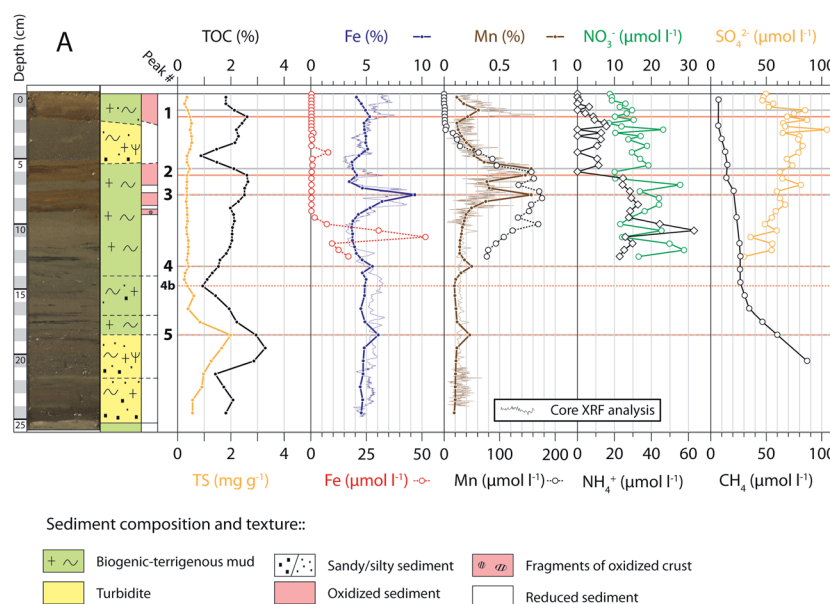 A
Depth (cm)
Peak #
TOC (%)
Fe (%)
Mn (%)
NO₃⁻ (μmol l⁻¹)
SO₄²⁻ (μmol l⁻¹)
0 1 2 3 4
0 5 10
0 0.5 1
0 10 20 30
0 50 100
0
5
10
15
20
25
1
2
3
4
4b
5
Core XRF analysis
0 2 4 6 8
0 25 50
0 100 200
0 20 40 60
0 50 100
TS (mg g⁻¹)
Fe (μmol l⁻¹)
Mn (μmol l⁻¹)
NH₄⁺ (μmol l⁻¹)
CH₄ (μmol l⁻¹)
Sediment composition and texture::
Biogenic-terrigenous mud
Sandy/silty sediment
Fragments of oxidized crust
Turbidite
Oxidized sediment
Reduced sediment